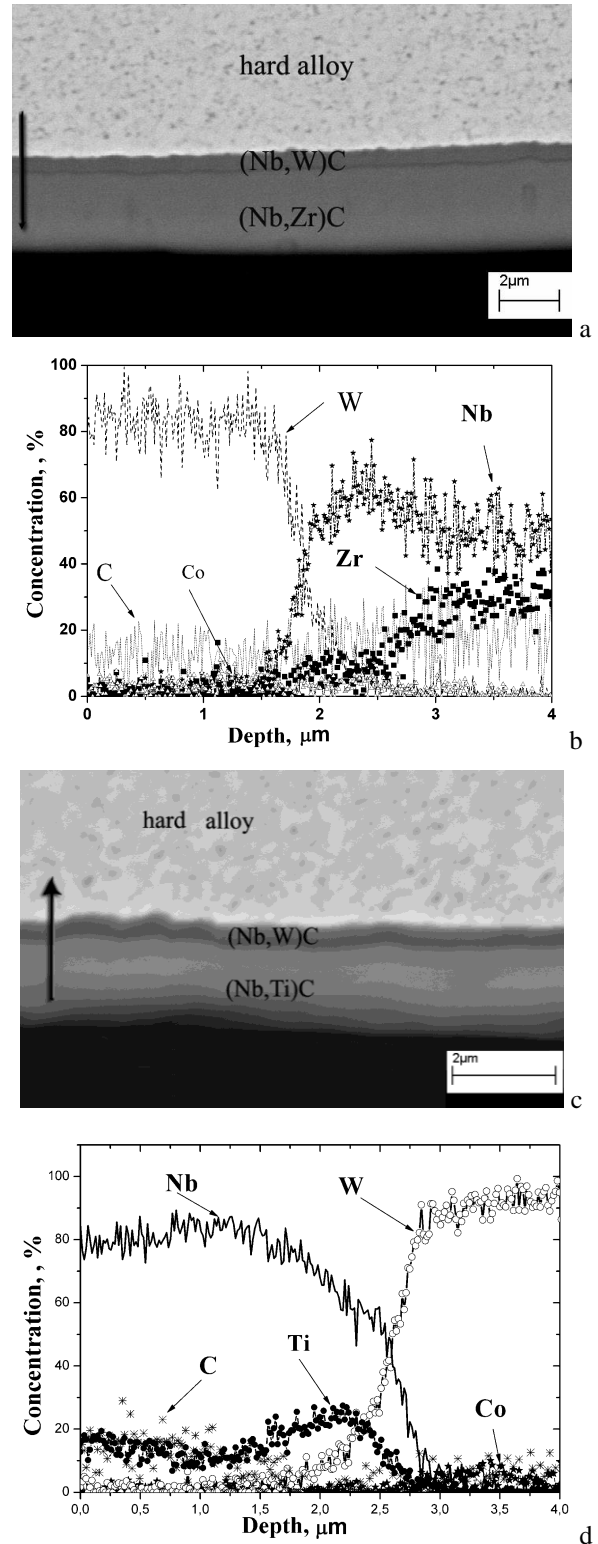 hard alloy
(Nb,W)C
(Nb,Zr)C
2µm
a
100
80
60
40
20
0
Concentration, , %
W
Nb
Zr
C
Co
0 1 2 3 4
Depth, µm
b
hard alloy
(Nb,W)C
(Nb,Ti)C
2µm
c
100
80
60
40
20
0
Concentration, , %
Nb
W
Ti
C
Co
0,0 0,5 1,0 1,5 2,0 2,5 3,0 3,5 4,0
Depth, µm
d